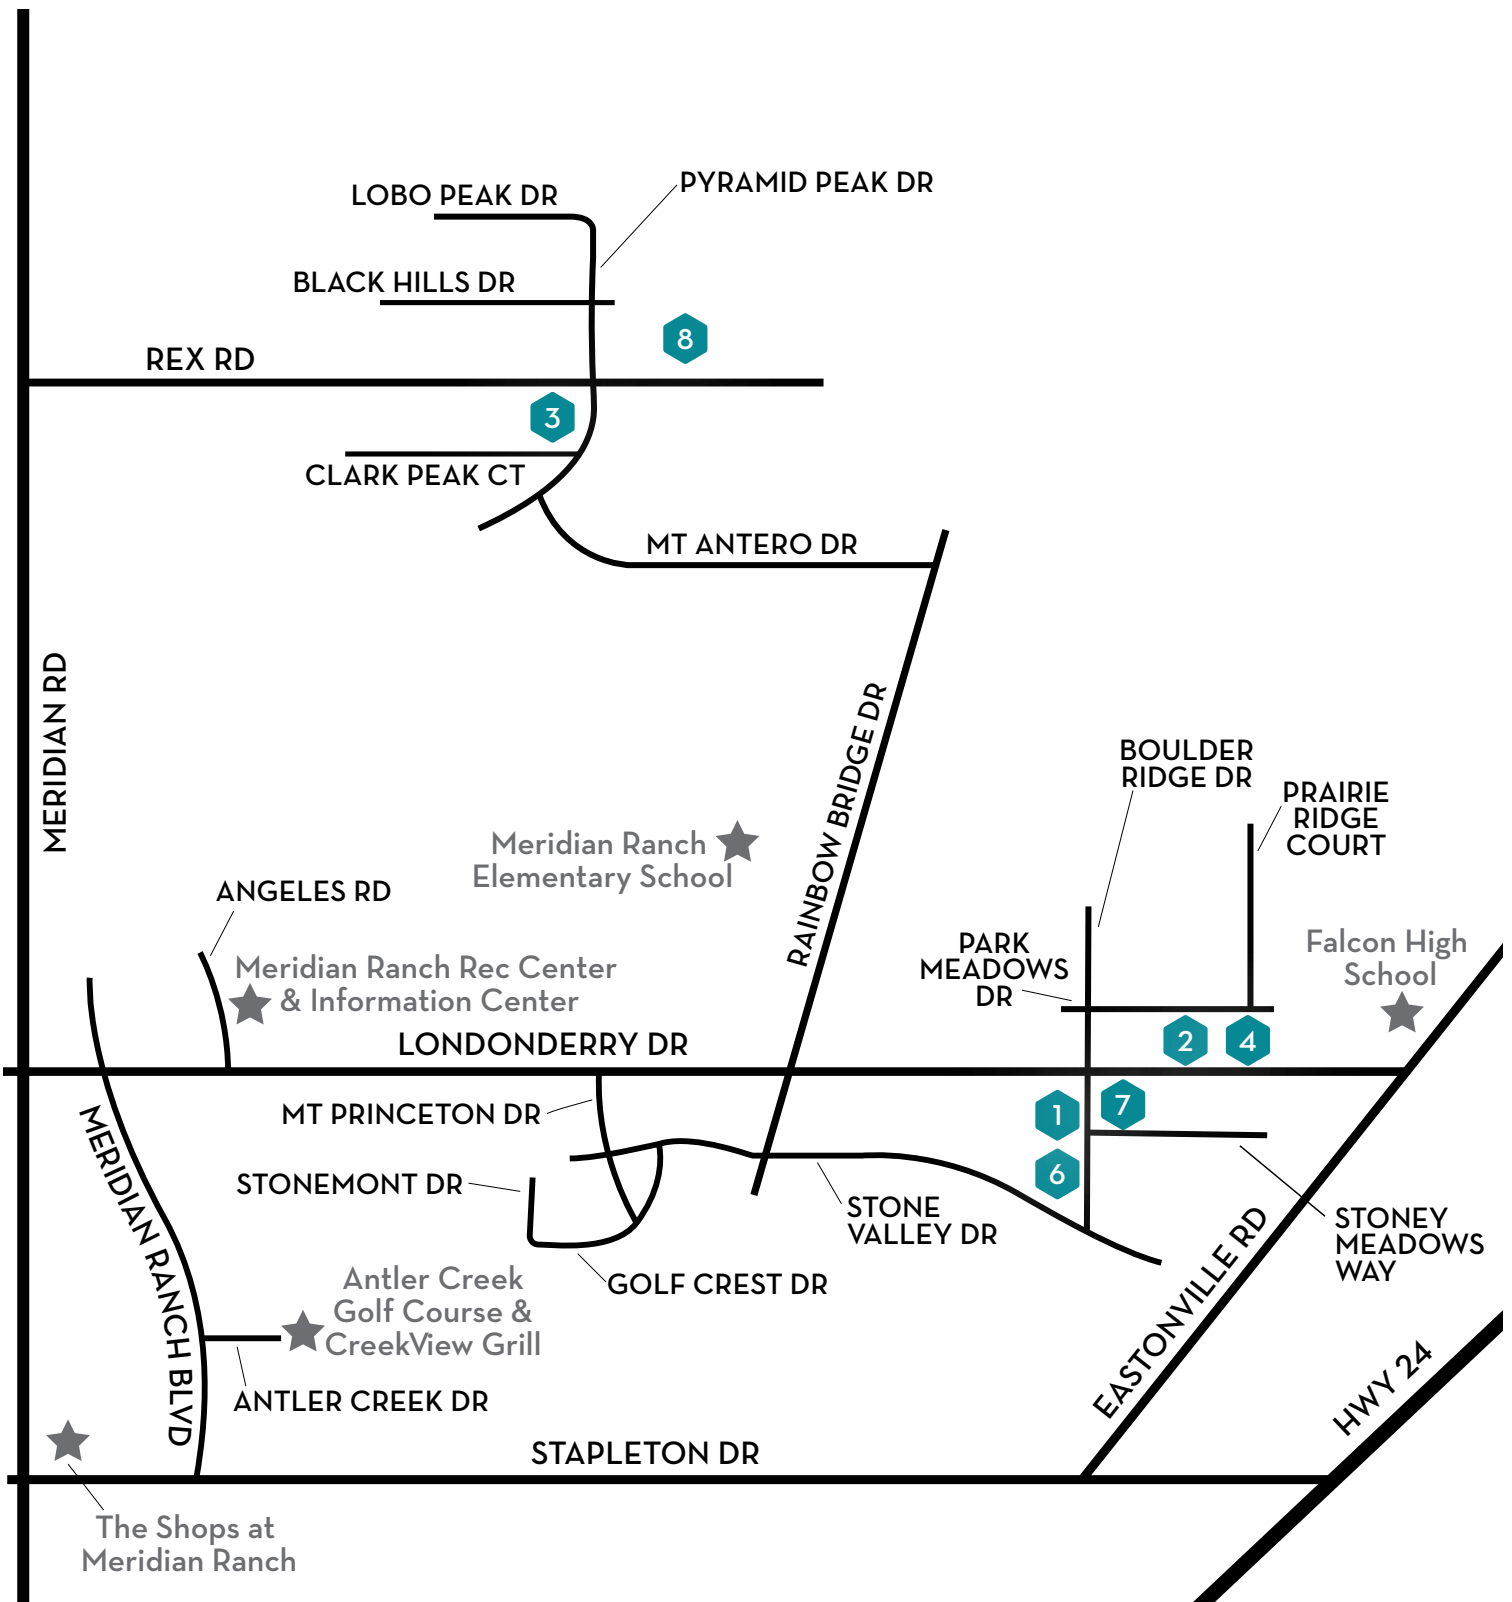 PYRAMID PEAK DR
LOBO PEAK DR
BLACK HILLS DR
8
REX RD
3
CLARK PEAK CT
MT ANTERO DR
MERIDIAN RD
RAINBOW BRIDGE DR
BOULDER
RIDGE DR
PRAIRIE
RIDGE
COURT
Meridian Ranch
Elementary School
ANGELES RD
PARK
MEADOWS
DR
Falcon High
School
Meridian Ranch Rec Center
& Information Center
LONDONDERRY DR
2
4
MT PRINCETON DR
1
7
6
MERIDIAN RANCH BLVD
STONEMONT DR
STONE
VALLEY DR
STONEY
MEADOWS
WAY
GOLF CREST DR
Antler Creek
Golf Course &
CreekView Grill
EASTONVILLE RD
HWY 24
ANTLER CREEK DR
STAPLETON DR
The Shops at
Meridian Ranch